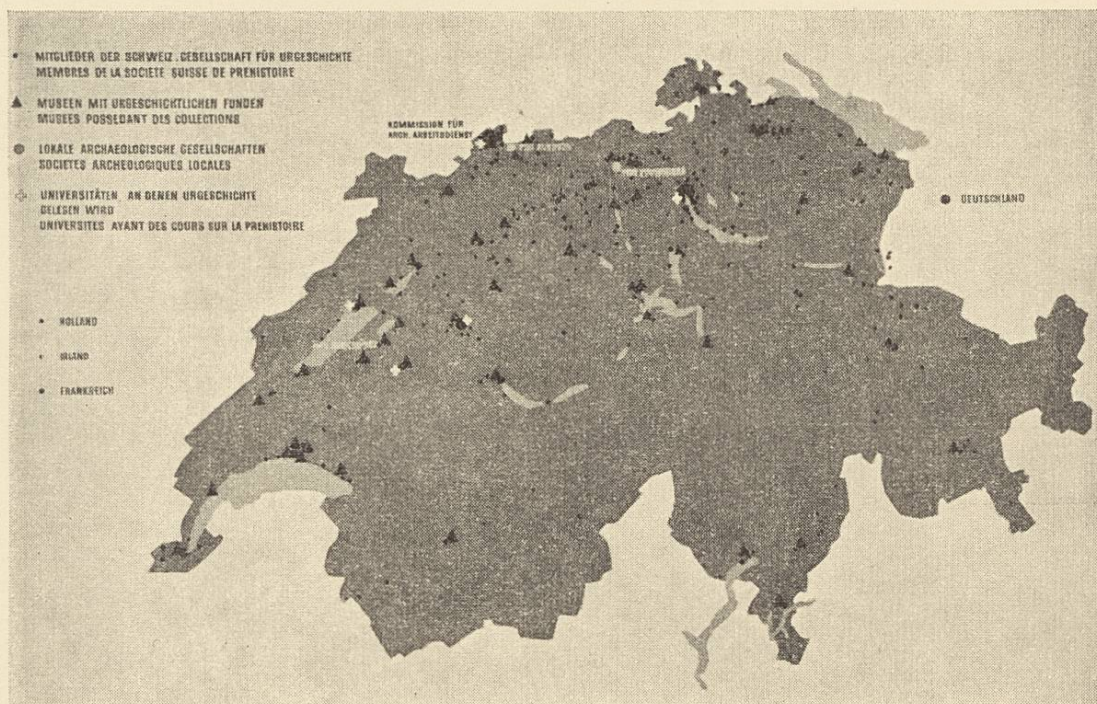 MITGLIEDER DER SCHWEIZ. GESELLSCHAFT FÜR URGESCHICHTE
MEMBRES DE LA SOCIETE SUISSE DE PREHISTOIRE
MUSEEN MIT URGESCHICHTLICHEN FUNDEN
MUSEES POSSEDANT DES COLLECTIONS
LOKALE ARCHAEOLOGISCHE GESELLSCHAFTEN
SOCIETES ARCHEOLOGIQUES LOCALES
UNIVERSITÄTEN AN DENEN URGESCHICHTE
GELESEN WIRD
UNIVERSITES AYANT DES COURS SUR LA PREHISTOIRE
KOMMISSION FÜR
ARCH. ARBEITSDIENST
DEUTSCHLAND
HOLLAND
IRLAND
FRANKREICH